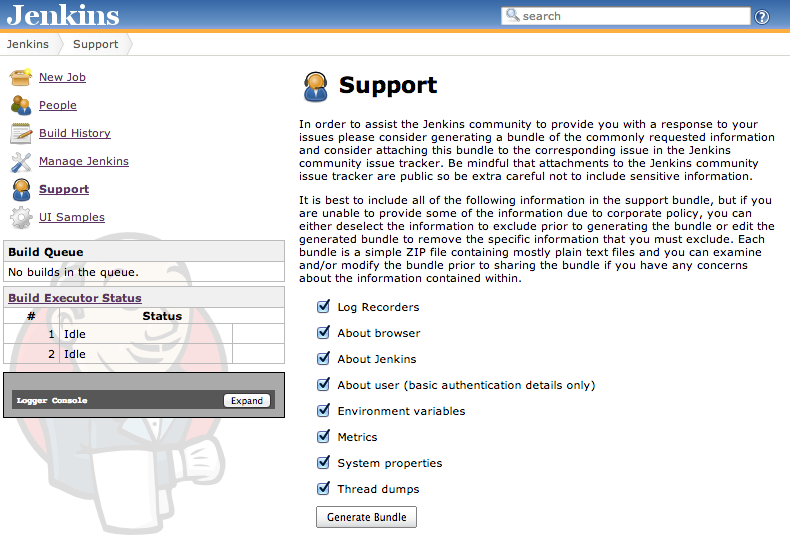 Jenkins
search
?
Jenkins
Support
New Job
People
Build History
Manage Jenkins
Support
UI Samples
Build Queue
No builds in the queue.
Build Executor Status
# Status
1 Idle
2 Idle
Logger Console Expand
Support
In order to assist the Jenkins community to provide you with a response to your
issues please consider generating a bundle of the commonly requested information
and consider attaching this bundle to the corresponding issue in the Jenkins
community issue tracker. Be mindful that attachments to the Jenkins community
issue tracker are public so be extra careful not to include sensitive information.
It is best to include all of the following information in the support bundle, but if you
are unable to provide some of the information due to corporate policy, you can
either deselect the information to exclude prior to generating the bundle or edit the
generated bundle to remove the specific information that you must exclude. Each
bundle is a simple ZIP file containing mostly plain text files and you can examine
and/or modify the bundle prior to sharing the bundle if you have any concerns
about the information contained within.
Log Recorders
About browser
About Jenkins
About user (basic authentication details only)
Environment variables
Metrics
System properties
Thread dumps
Generate Bundle